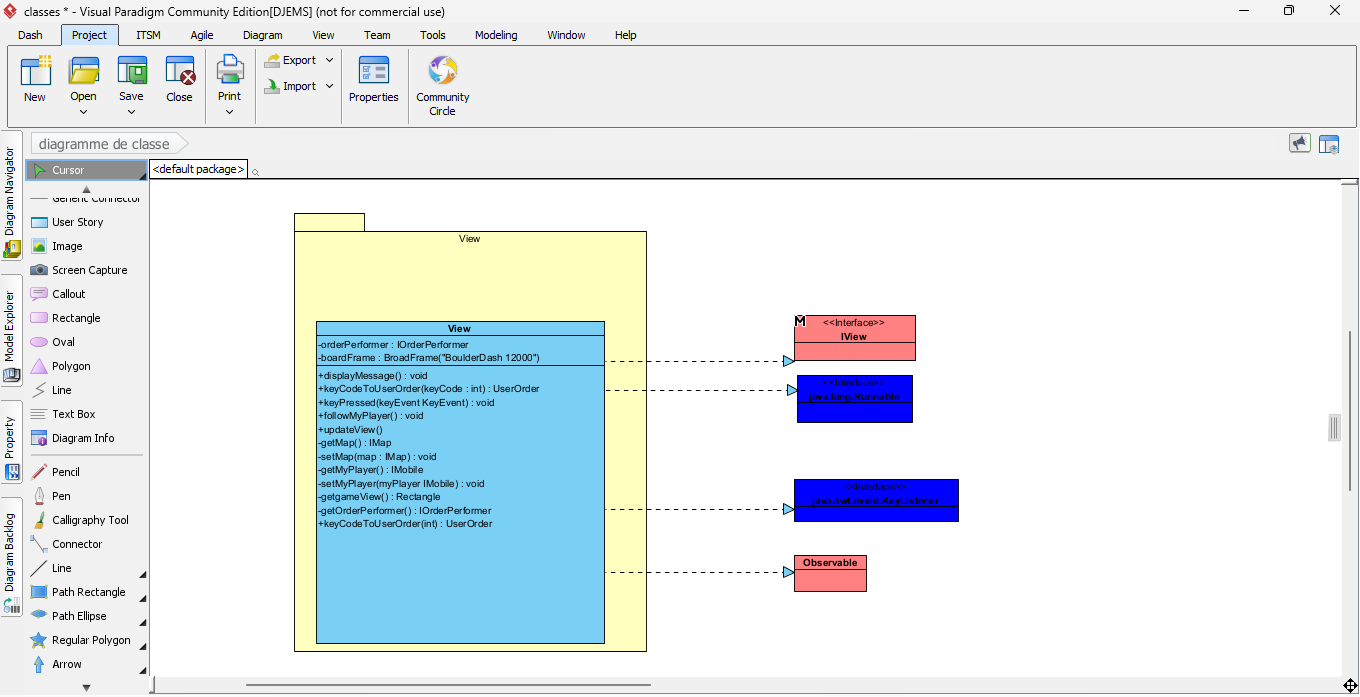 classes * - Visual Paradigm Community Edition[DJEMS] (not for commercial use)
Dash Project ITSM Agile Diagram View Team Tools Modeling Window Help
New Open Save Close Print Export Import Properties Community Circle
diagramme de classe
Diagram Navigator
Model Explorer
Property
Diagram Backlog
Cursor
Generic Connector
User Story
Image
Screen Capture
Callout
Rectangle
Oval
Polygon
Line
Text Box
Diagram Info
Pencil
Pen
Calligraphy Tool
Connector
Line
Path Rectangle
Path Ellipse
Regular Polygon
Arrow
<default package>
View
View
-orderPerformer : IOrderPerformer
-boardFrame : BroadFrame("BoulderDash 12000")
+displayMessage() : void
+keyCodeToUserOrder(keyCode : int) : UserOrder
+keyPressed(keyEvent KeyEvent) : void
+followMyPlayer() : void
+updateView()
-getMap() : IMap
-setMap(map : IMap) : void
-getMyPlayer() : IMobile
-setMyPlayer(myPlayer IMobile) : void
-getgameView() : Rectangle
-getOrderPerformer() : IOrderPerformer
+keyCodeToUserOrder(int) : UserOrder
M
<<Interface>>
IView
<<Interface>>
java.lang.Runnable
<<Interface>>
java.awt.event.KeyListener
Observable